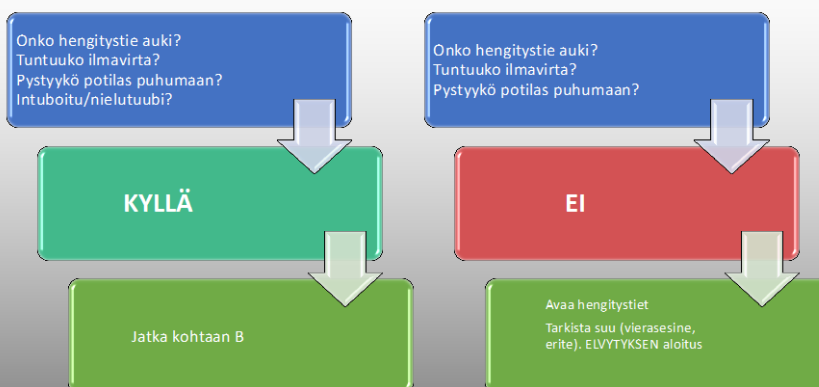 Onko hengitystie auki?
Tuntuuko ilmavirta?
Pystyykö potilas puhumaan?
Intuboitu/nielutuubi?
KYLLÄ
Jatka kohtaan B
Onko hengitystie auki?
Tuntuuko ilmavirta?
Pystyykö potilas puhumaan?
EI
Avaa hengitystiet
Tarkista suu (vierasesine,
erite). ELVYTYKSEN aloitus